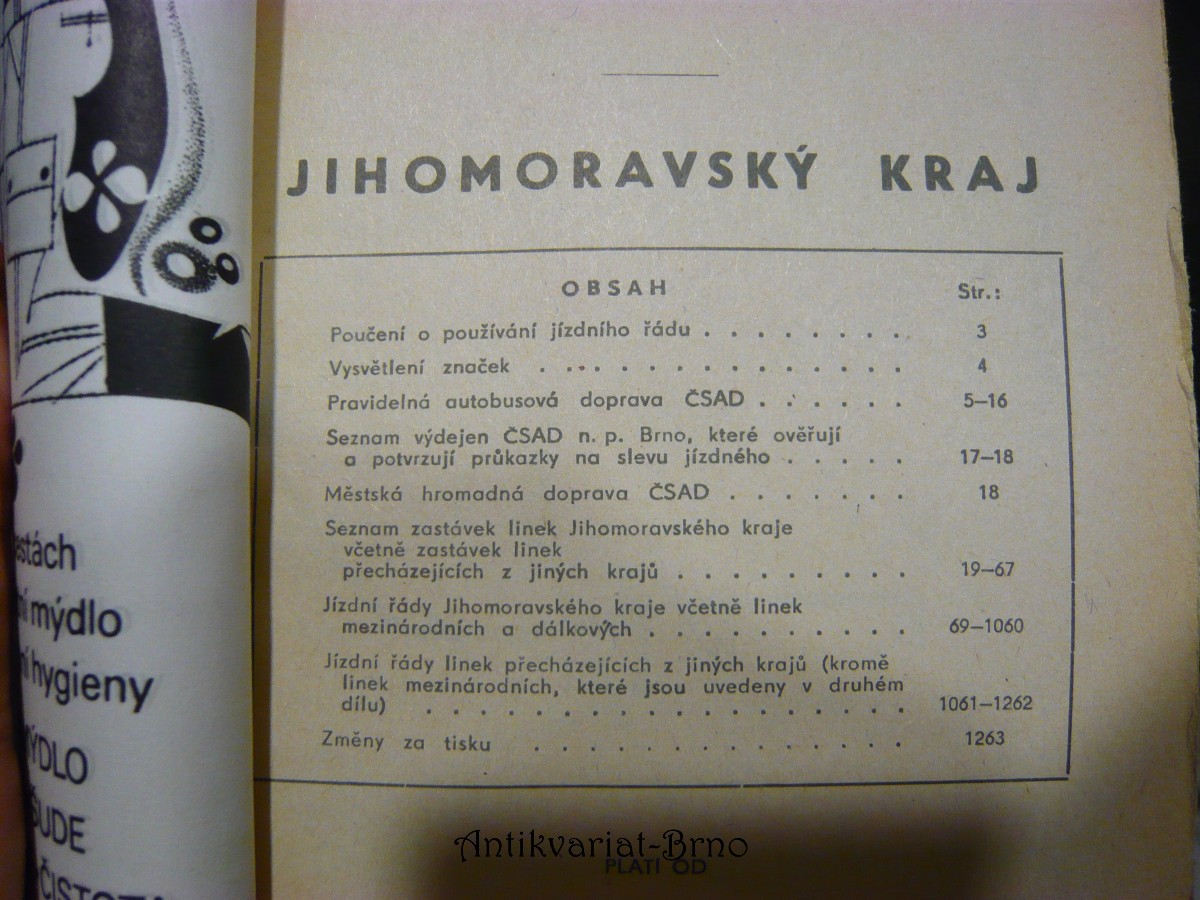 mýdlo
hygieny
JIHOMORAVSKÝ KRAJ
OBSAH Str.:
Poučení o používání jízdního řádu . . . . . . . . 3
Vysvětlení značek . . . . . . . . . . . . . . 4
Pravidelná autobusová doprava ČSAD . . . . . . 5–16
Seznam výdejen ČSAD n. p. Brno, které ověřují
a potvrzují průkazky na slevu jízdného . . . . . 17–18
Městská hromadná doprava ČSAD . . . . . . . 18
Seznam zastávek linek Jihomoravského kraje
včetně zastávek linek
přecházejících z jiných krajů . . . . . . . . . 19–67
Jízdní řády Jihomoravského kraje včetně linek
mezinárodních a dálkových . . . . . . . . . . 69–1060
Jízdní řády linek přecházejících z jiných krajů (kromě
linek mezinárodních, které jsou uvedeny v druhém
dílu) . . . . . . . . . . . . . . . . . . 1061–1262
Změny za tisku . . . . . . . . . . . . . . 1263
Antikvariat-Brno
PLATÍ OD